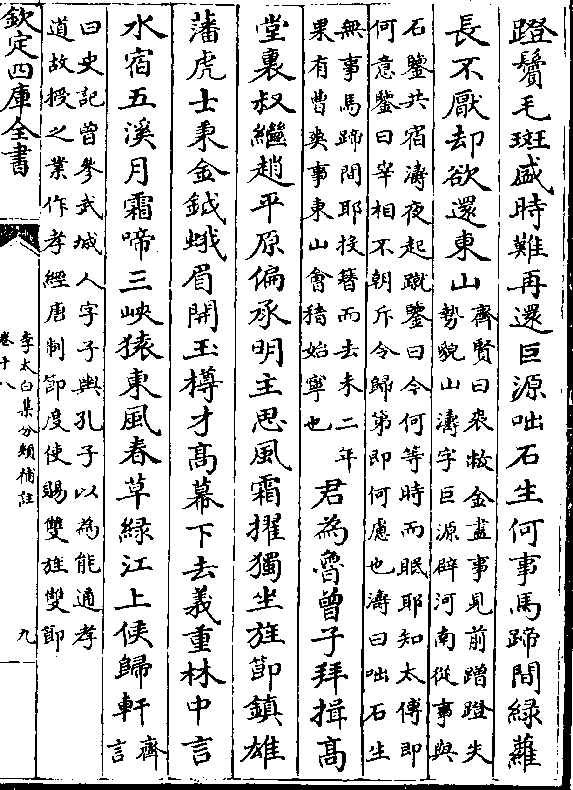 蹬鬢毛斑盛時難再還巨源咄石生何事馬蹄間綠蘿
長不厭却欲還東山齊賢曰裘敝金盡事見前蹭蹬失
勢貌山濤字巨源辟河南從事與
石鑒共宿濤夜起蹴鑒曰今何等時而眠耶知太傅即
何意鑒曰宰相不朝斥令歸第即何慮也濤曰咄石生
無事馬蹄間耶投簪而去未二年
果有曹爽事東山會稽始寧也君為魯曾子拜揖高
堂裏叔繼趙平原偏承明主恩風霜擢獨坐旌節鎮雄
藩虎士秉金鉞蛾眉開玉樽才高幕下去義重林中言
水宿五溪月霜啼三峽猿東風春草綠江上候歸軒齊
言
曰史記曾參武城人字子輿孔子以為能通孝
道故授之業作孝經唐制節度使賜雙旌雙節
欽定四庫全書
李太白集分類補註
卷十八
九